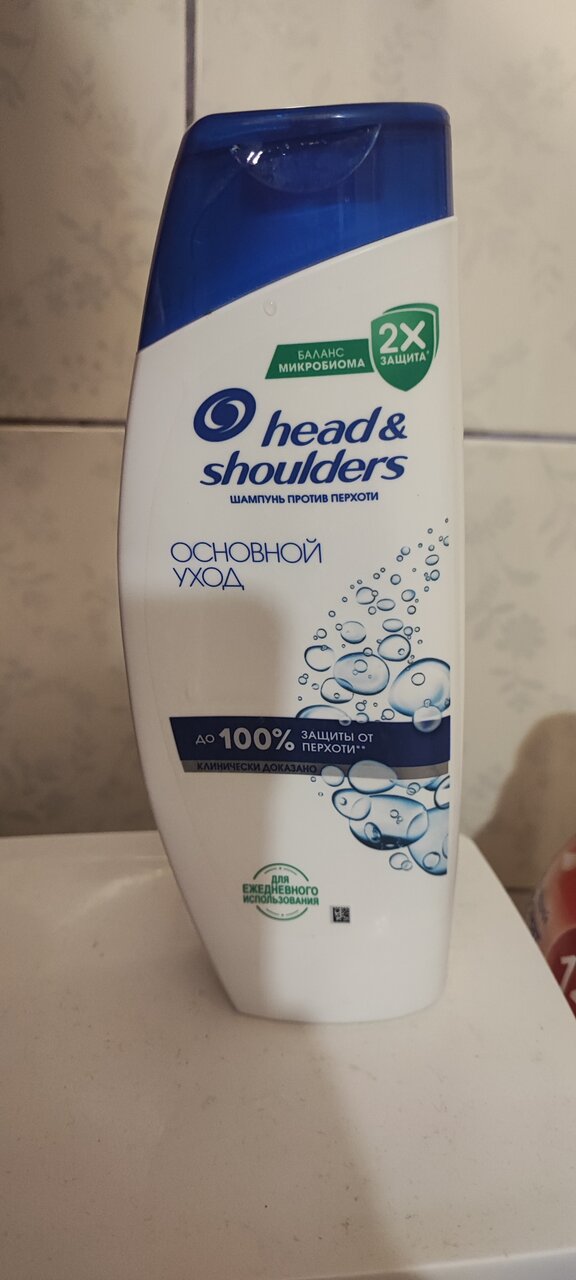 БАЛАНС
МИКРОБИОМА
2X
ЗАЩИТА*
head &
shoulders
ШАМПУНЬ ПРОТИВ ПЕРХОТИ
ОСНОВНОЙ
УХОД
ДО 100% ЗАЩИТЫ ОТ
ПЕРХОТИ**
КЛИНИЧЕСКИ ДОКАЗАНО
ДЛЯ
ЕЖЕДНЕВНОГО
ИСПОЛЬЗОВАНИЯ